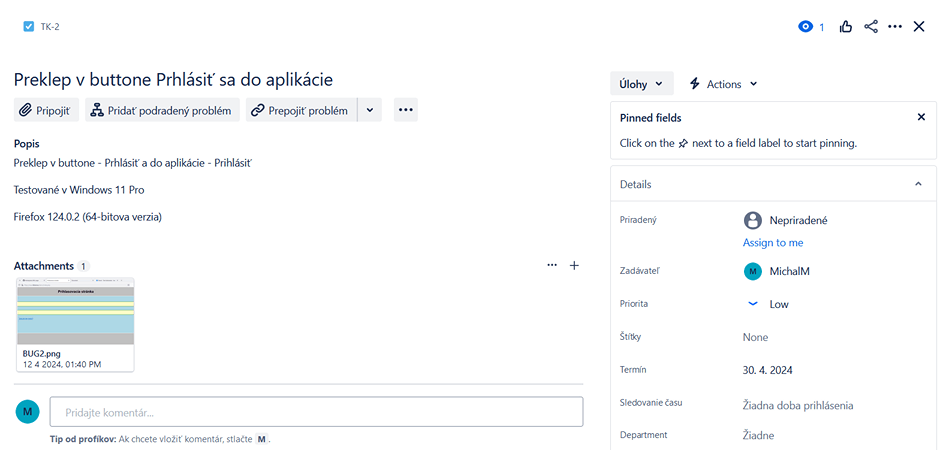 TK-2
1
Preklep v buttone Prhlásiť sa do aplikácie
Pripojiť
Pridať podradený problém
Prepojiť problém
Popis
Preklep v buttone - Prhlásiť a do aplikácie - Prihlásiť
Testované v Windows 11 Pro
Firefox 124.0.2 (64-bitova verzia)
Attachments 1
Prihlasovacia stránka
BUG2.png
12 4 2024, 01:40 PM
M
Pridajte komentár...
Tip od profíkov: Ak chcete vložiť komentár, stlačte M.
Úlohy
Actions
Pinned fields
Click on the next to a field label to start pinning.
Details
Priradený
Nepriradené
Assign to me
Zadávateľ
M
MichalM
Priorita
Low
Štítky
None
Termín
30. 4. 2024
Sledovanie času
Žiadna doba prihlásenia
Department
Žiadne